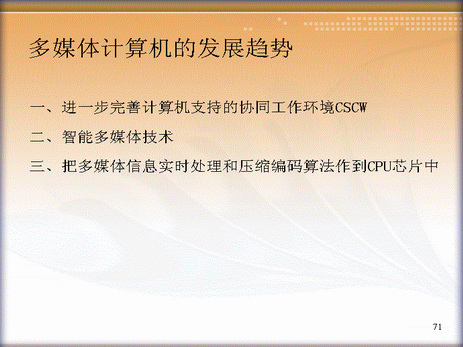 多媒体计算机的发展趋势
一、进一步完善计算机支持的协同工作环境CSCW
二、智能多媒体技术
三、把多媒体信息实时处理和压缩编码算法作到CPU芯片中
71